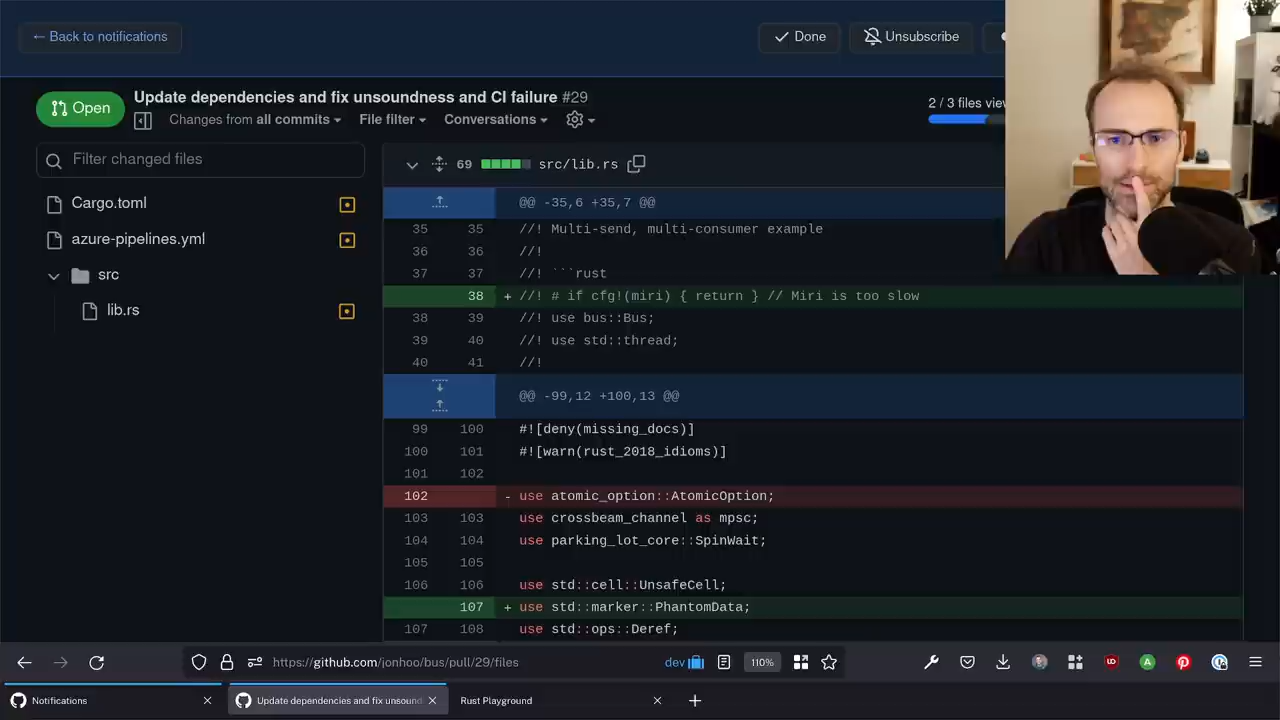 ← Back to notifications
Done
Unsubscribe
Open
Update dependencies and fix unsoundness and CI failure #29
Changes from all commits
File filter
Conversations
2 / 3 files view
Filter changed files
69
src/lib.rs
Cargo.toml
azure-pipelines.yml
src
lib.rs
@@ -35,6 +35,7 @@
35 35 //! Multi-send, multi-consumer example
36 36 //!
37 37 //! ```rust
38 + //! # if cfg!(miri) { return } // Miri is too slow
38 39 //! use bus::Bus;
39 40 //! use std::thread;
40 41 //!
@@ -99,12 +100,13 @@
99 100 #![deny(missing_docs)]
100 101 #![warn(rust_2018_idioms)]
101 102
102 - use atomic_option::AtomicOption;
103 103 use crossbeam_channel as mpsc;
104 104 use parking_lot_core::SpinWait;
105 105
106 106 use std::cell::UnsafeCell;
107 + use std::marker::PhantomData;
107 108 use std::ops::Deref;
https://github.com/jonhoo/bus/pull/29/files
dev
110%
Notifications
Update dependencies and fix unsound
Rust Playground